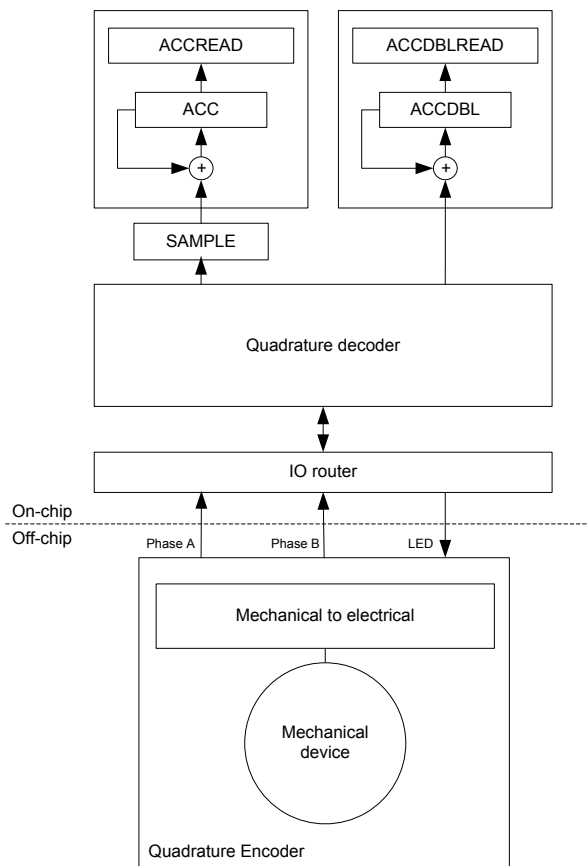 ACCREAD
ACCDBLREAD
ACC
ACCDBL
+
+
SAMPLE
Quadrature decoder
IO router
On-chip
Off-chip
Phase A
Phase B
LED
Mechanical to electrical
Mechanical
device
Quadrature Encoder